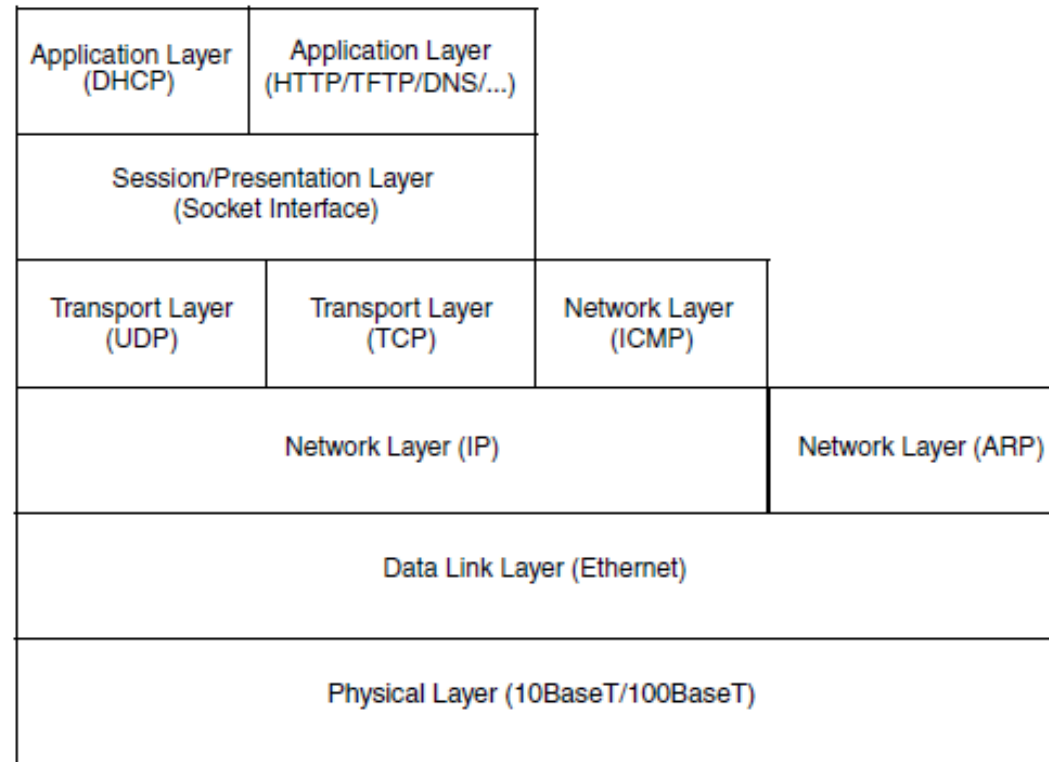 Application Layer
(DHCP)
Application Layer
(HTTP/TFTP/DNS/...)
Session/Presentation Layer
(Socket Interface)
Transport Layer
(UDP)
Transport Layer
(TCP)
Network Layer
(ICMP)
Network Layer (IP)
Network Layer (ARP)
Data Link Layer (Ethernet)
Physical Layer (10BaseT/100BaseT)